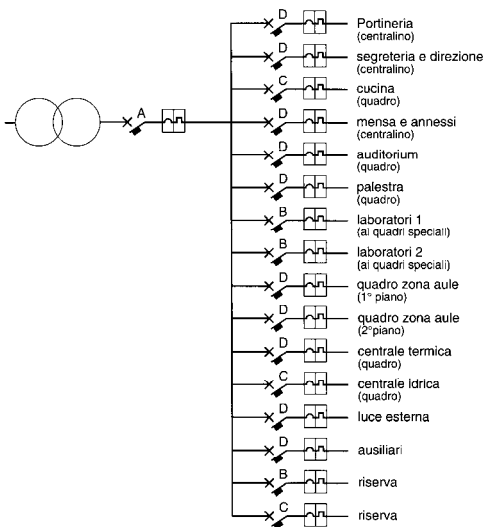 D
Portineria
(centralino)
D
segreteria e direzione
(centralino)
C
cucina
(quadro)
A
D
mensa e annessi
(centralino)
D
auditorium
(quadro)
D
palestra
(quadro)
B
laboratori 1
(ai quadri speciali)
B
laboratori 2
(ai quadri speciali)
D
quadro zona aule
(1° piano)
D
quadro zona aule
(2°piano)
D
centrale termica
(quadro)
C
centrale idrica
(quadro)
D
luce esterna
D
ausiliari
B
riserva
C
riserva